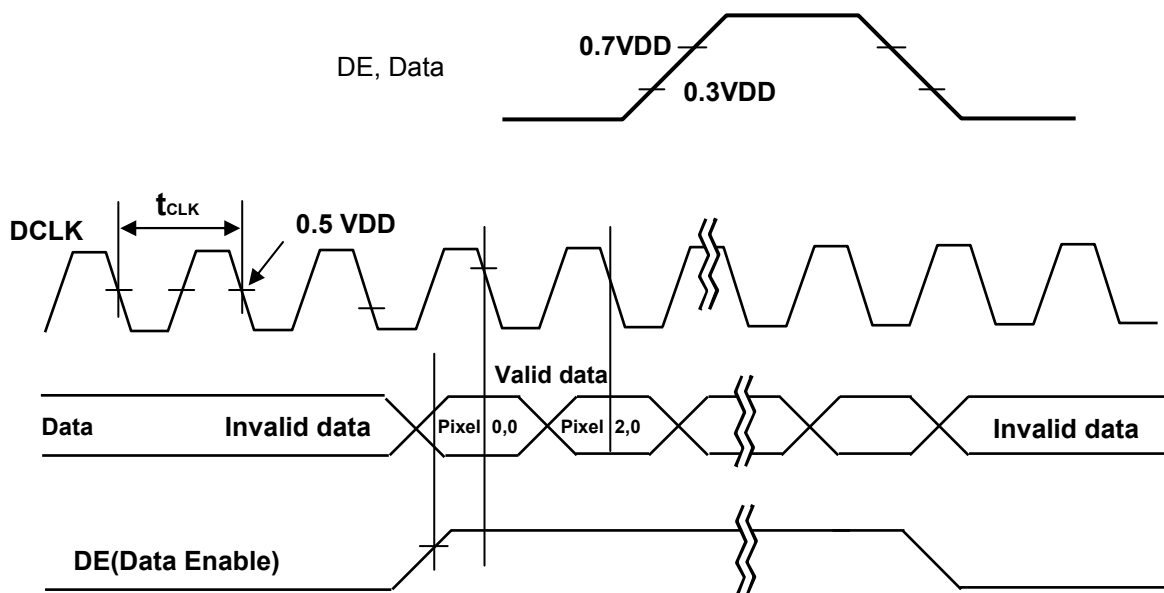 0.7VDD
DE, Data
0.3VDD
tCLK
0.5 VDD
DCLK
Valid data
Data
Invalid data
Pixel 0,0
Pixel 2,0
Invalid data
DE(Data Enable)